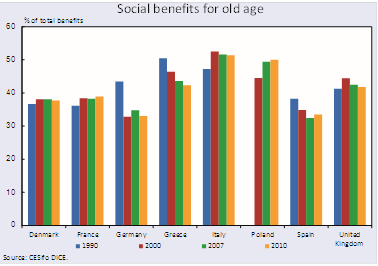 Social benefits for old age
% of total benefits
60
50
40
30
20
10
0
Denmark France Germany Greece Italy Poland Spain United Kingdom
1990 2000 2007 2010
Source: CESifo DICE.